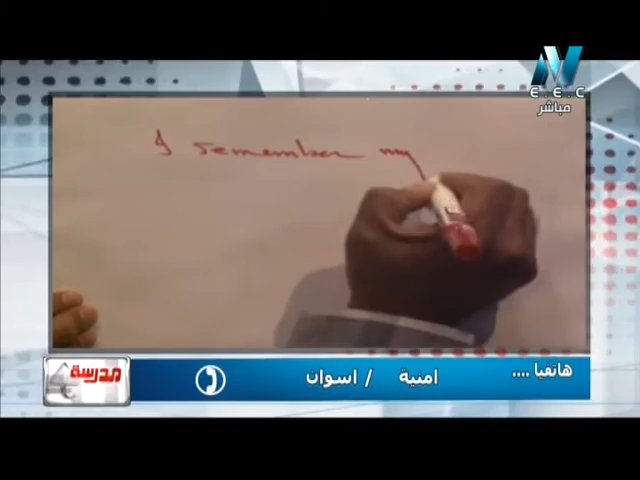 E.E.C
مباشر
I remember my
هاتفيا ....
امنية / اسوان
مدرسة